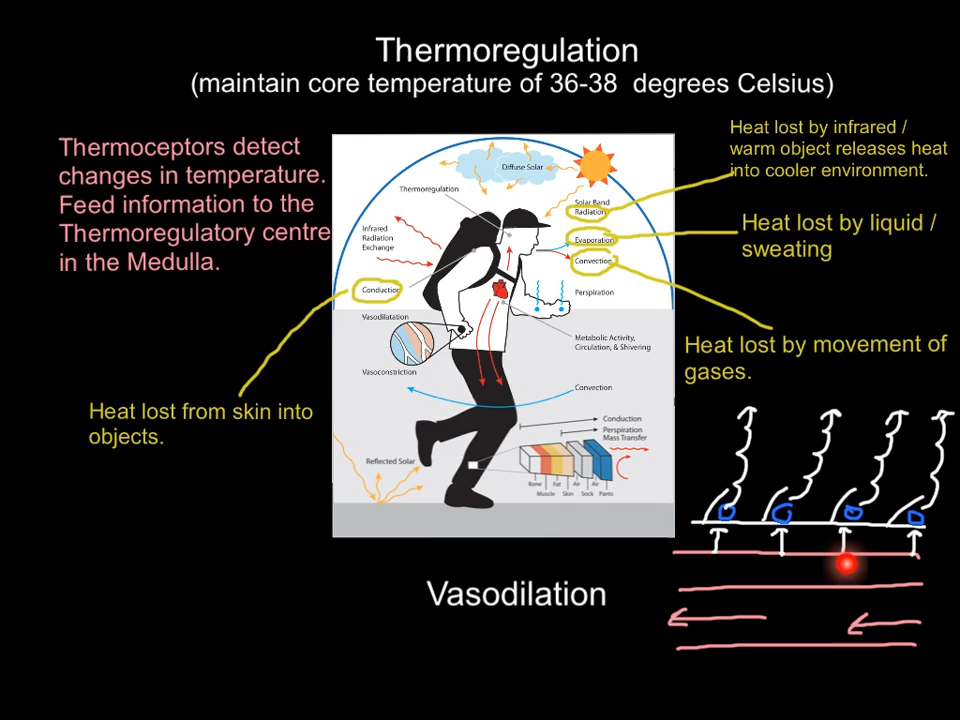 Thermoregulation
(maintain core temperature of 36-38 degrees Celsius)
Thermoceptors detect
changes in temperature.
Feed information to the
Thermoregulatory centre
in the Medulla.
Heat lost by infrared /
warm object releases heat
into cooler environment.
Heat lost by liquid /
sweating
Heat lost by movement of
gases.
Heat lost from skin into
objects.
Diffuse Solar
Thermoregulation
Solar Band
Radiation
Infrared
Radiation
Exchange
Evaporation
Convection
Conduction
Perspiration
Vasodilatation
Metabolic Activity,
Circulation, & Shivering
Vasoconstriction
Convection
Conduction
Perspiration
Mass Transfer
Reflected Solar
Bone
Muscle
Fat
Skin
Air
Sock
Air
Pants
Vasodilation